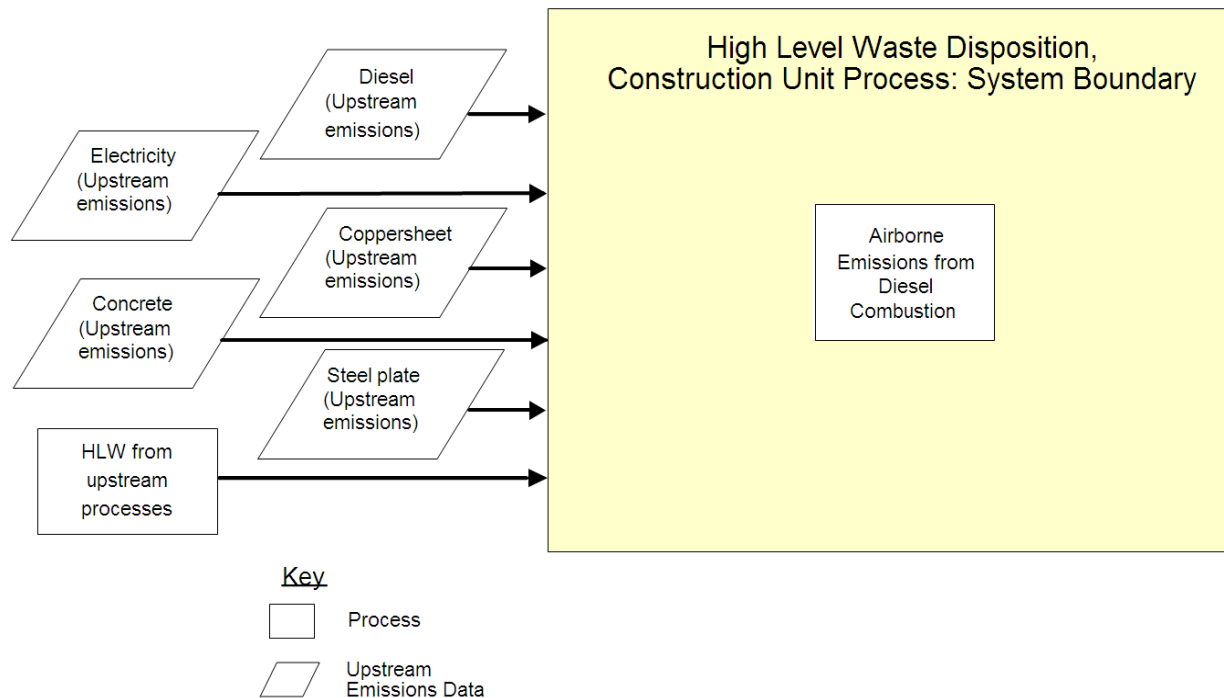 High Level Waste Disposition,
Construction Unit Process: System Boundary
Diesel
(Upstream
emissions)
Electricity
(Upstream
emissions)
Coppersheet
(Upstream
emissions)
Concrete
(Upstream
emissions)
Steel plate
(Upstream
emissions)
HLW from
upstream
processes
Airborne
Emissions from
Diesel
Combustion
Key
Process
Upstream
Emissions Data